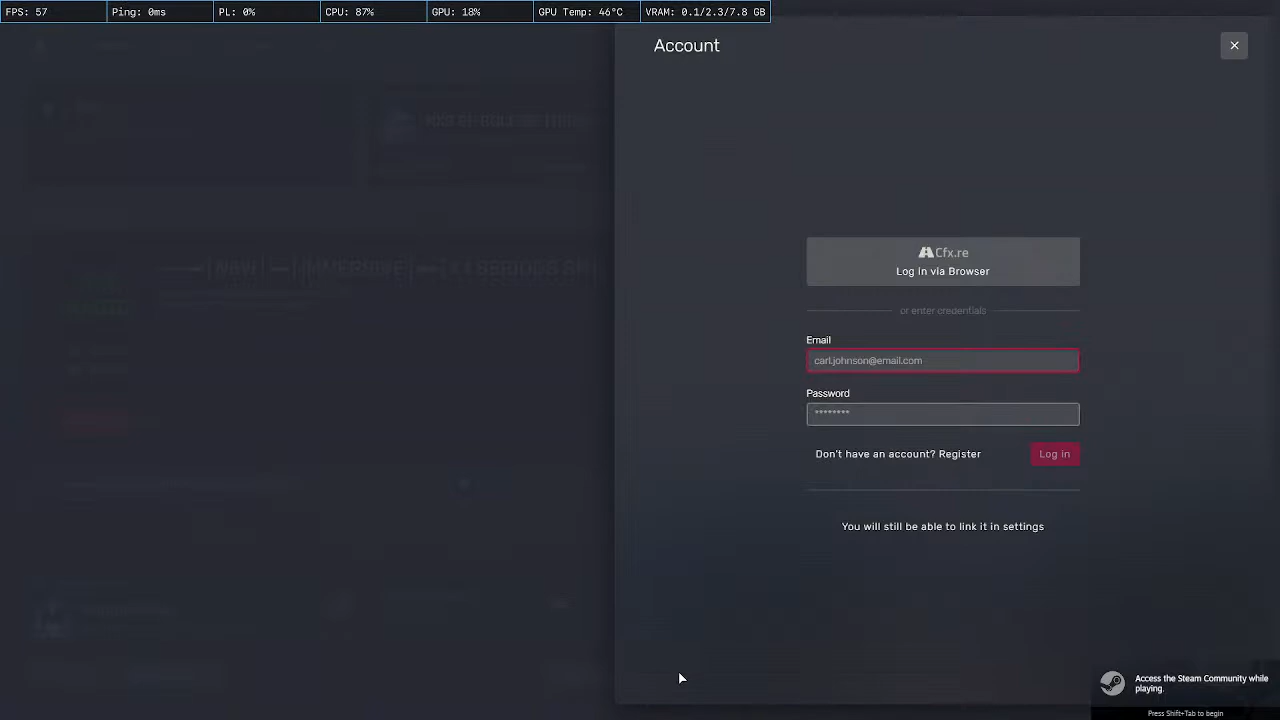 FPS: 57 Ping: 0ms PL: 0% CPU: 87% GPU: 18% GPU Temp: 46°C VRAM: 0.1/2.3/7.8 GB
Account
Cfx.re
Log In via Browser
or enter credentials
Email
carl.johnson@email.com
Password
********
Don't have an account? Register
Log in
You will still be able to link it in settings
Access the Steam Community while
playing.
Press Shift+Tab to begin